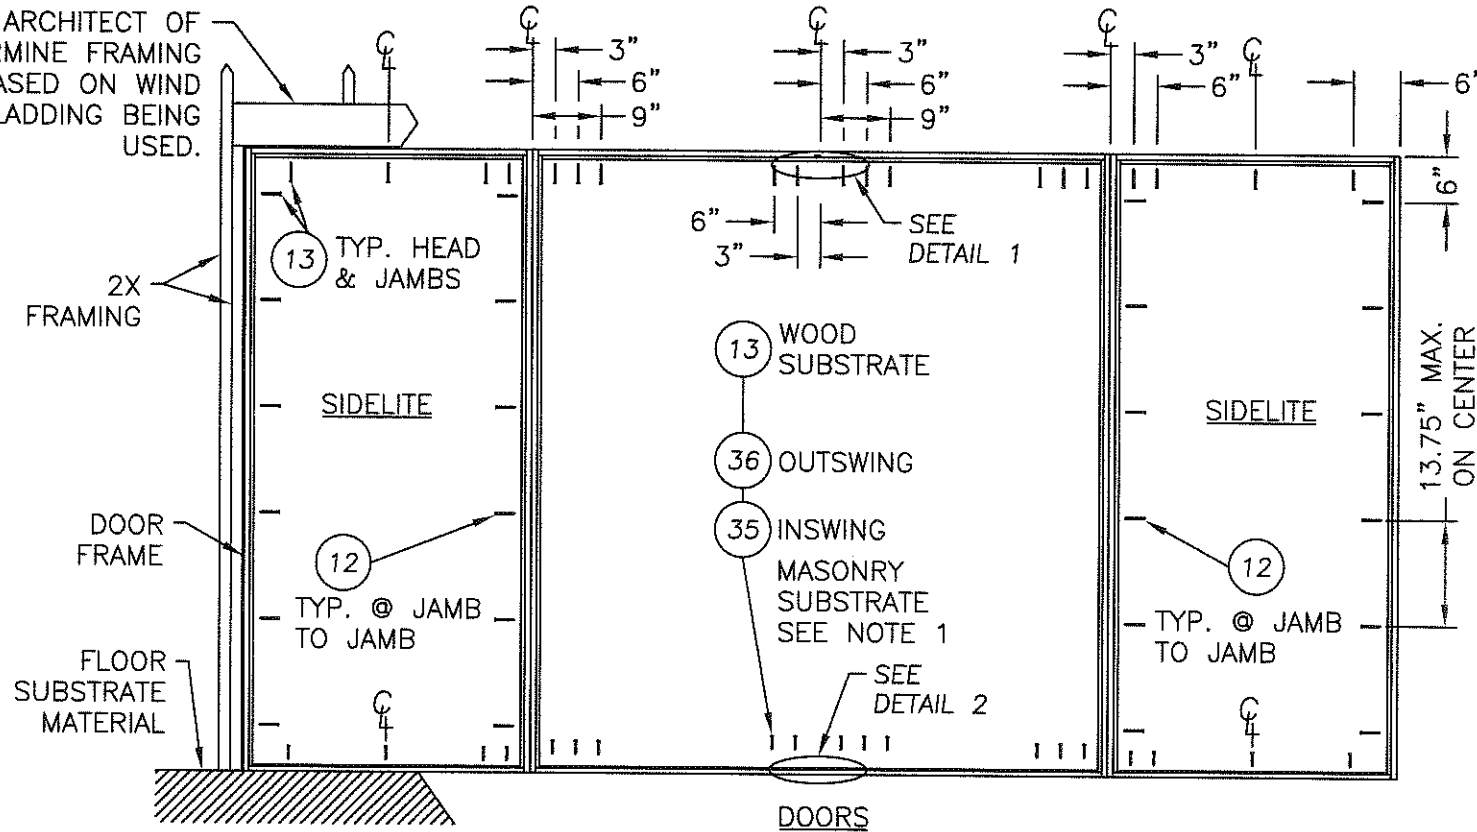 ARCHITECT OF
RMINE FRAMING
ASED ON WIND
LADDING BEING
USED.
℄
℄
3"
6"
9"
℄
3"
6"
9"
℄
3"
6"
℄
6"
6"
6"
3"
SEE
DETAIL 1
13
TYP. HEAD
& JAMBS
2X
FRAMING
13
WOOD
SUBSTRATE
SIDELITE
SIDELITE
13.75" MAX.
ON CENTER
36
OUTSWING
35
INSWING
MASONRY
SUBSTRATE
SEE NOTE 1
DOOR
FRAME
12
TYP. @ JAMB
TO JAMB
12
TYP. @ JAMB
TO JAMB
FLOOR
SUBSTRATE
MATERIAL
℄
SEE
DETAIL 2
℄
DOORS